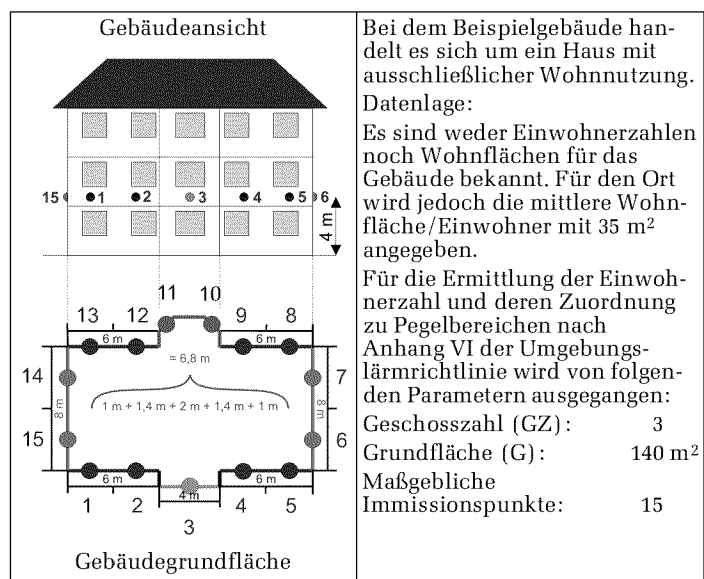 Gebäudeansicht
15 1 2 3 4 5 6
4 m
11 10
13 12 9 8
6 m 6 m
≈ 6,8 m
14 7
8 m 8 m
1 m + 1,4 m + 2 m + 1,4 m + 1 m
15 6
6 m 4 m 6 m
1 2 4 5
3
Gebäudegrundfläche
Bei dem Beispielgebäude han-
delt es sich um ein Haus mit
ausschließlicher Wohnnutzung.
Datenlage:
Es sind weder Einwohnerzahlen
noch Wohnflächen für das
Gebäude bekannt. Für den Ort
wird jedoch die mittlere Wohn-
fläche/Einwohner mit 35 m²
angegeben.
Für die Ermittlung der Einwoh-
nerzahl und deren Zuordnung
zu Pegelbereichen nach
Anhang VI der Umgebungs-
lärmrichtlinie wird von folgen-
den Parametern ausgegangen:
Geschosszahl (GZ): 3
Grundfläche (G): 140 m²
Maßgebliche
Immissionspunkte: 15